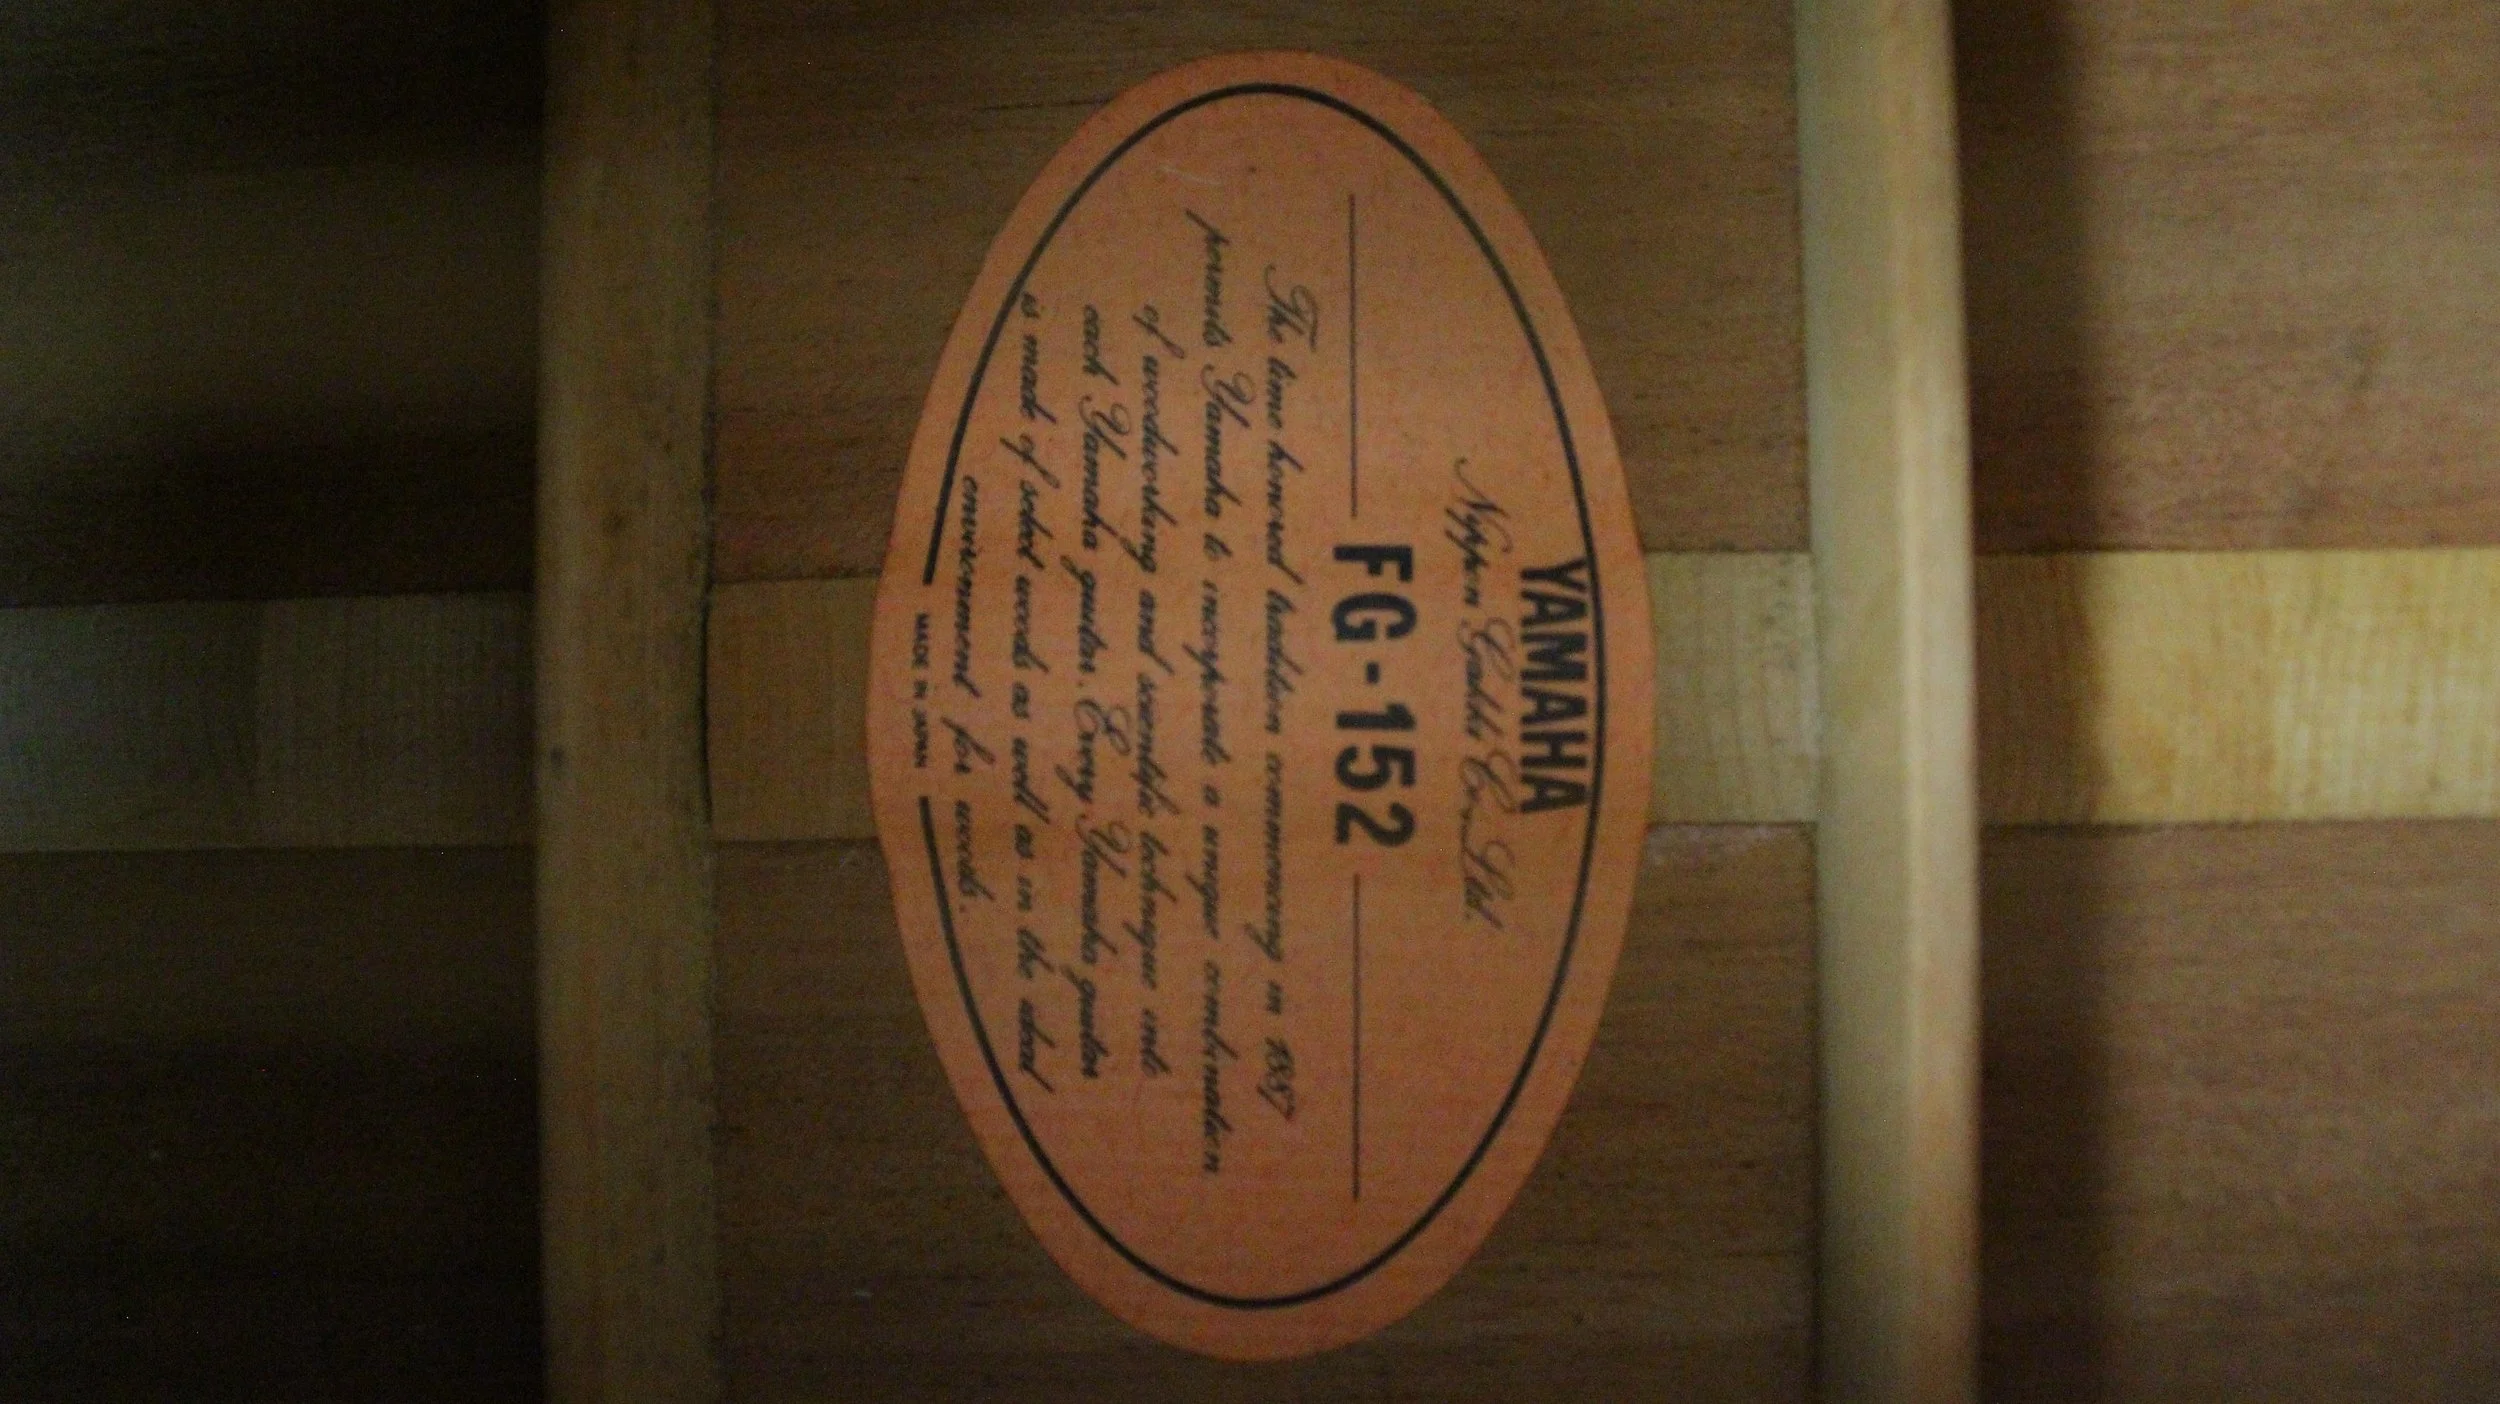 YAMAHA
Nippon Gakki Co., Ltd.
FG-152
The time honored tradition commencing in 1887
permits Yamaha to incorporate a unique combination
of woodworking and scientific technique into
each Yamaha guitar. Every Yamaha guitar
is made of select woods as well as in the ideal
environment for woods.
MADE IN JAPAN